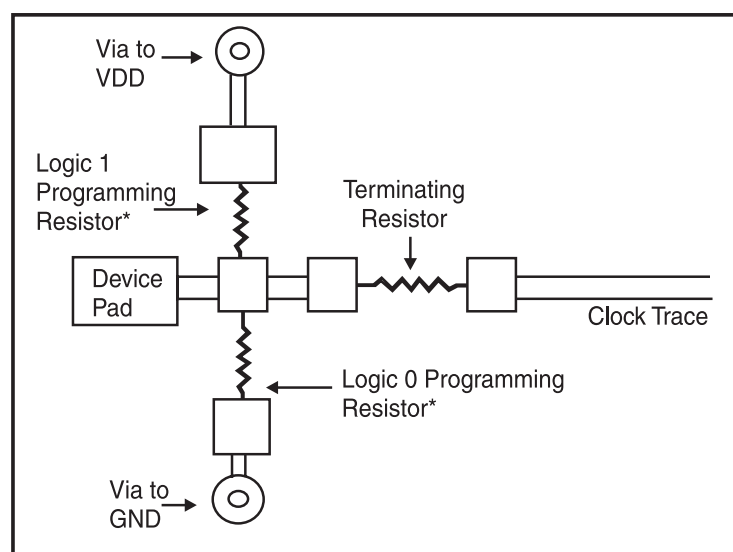 Via to
VDD
Logic 1
Programming
Resistor*
Terminating
Resistor
Device
Pad
Clock Trace
Logic 0 Programming
Resistor*
Via to
GND